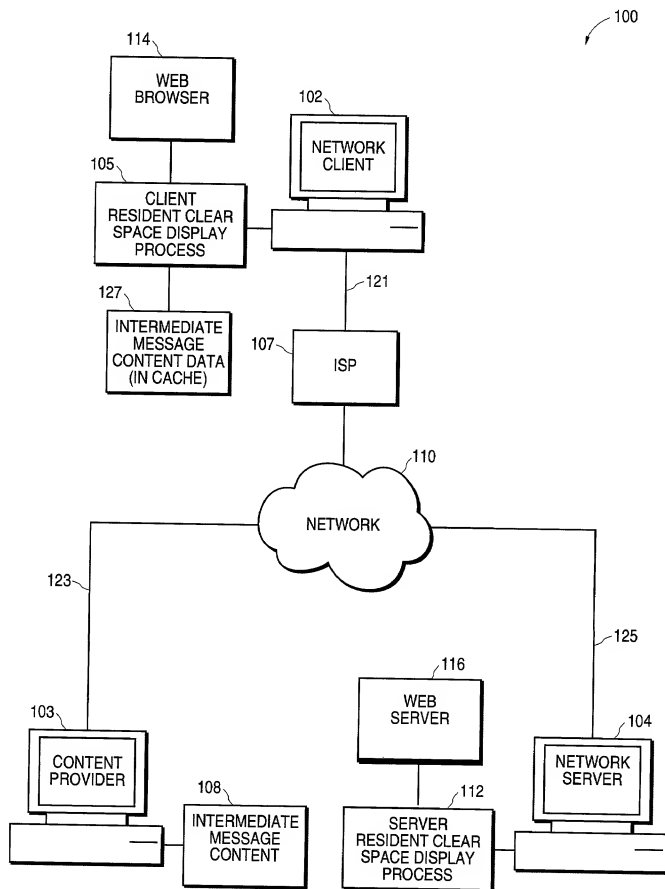 100
114
WEB
BROWSER
102
NETWORK
CLIENT
105
CLIENT
RESIDENT CLEAR
SPACE DISPLAY
PROCESS
127
121
INTERMEDIATE
MESSAGE
CONTENT DATA
(IN CACHE)
107
ISP
110
NETWORK
123
125
116
WEB
SERVER
103
CONTENT
PROVIDER
104
NETWORK
SERVER
108
INTERMEDIATE
MESSAGE
CONTENT
112
SERVER
RESIDENT CLEAR
SPACE DISPLAY
PROCESS